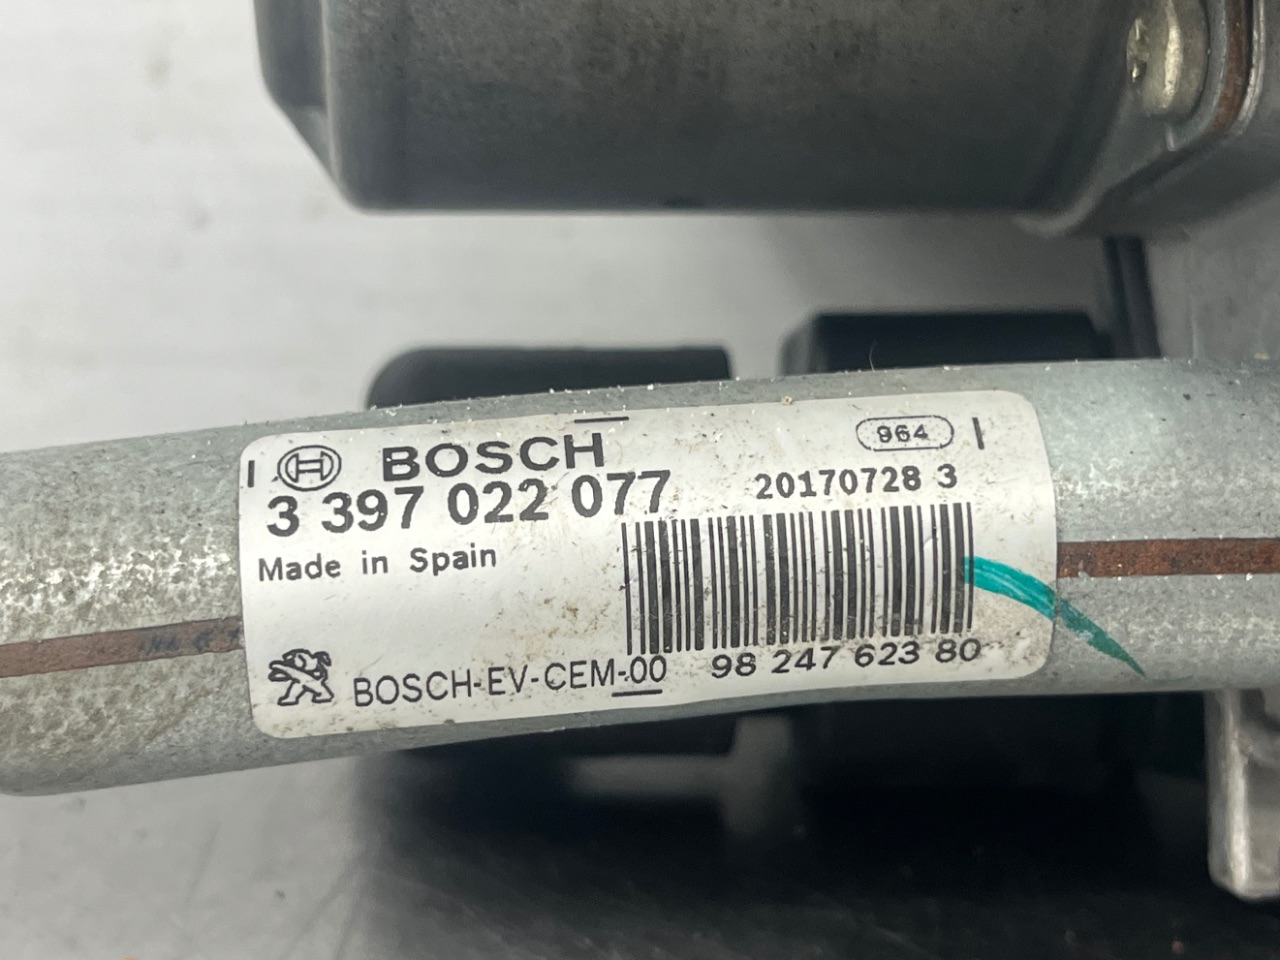 BOSCH
964
3 397 022 077
20170728 3
Made in Spain
BOSCH-EV-CEM-00
98 247 623 80